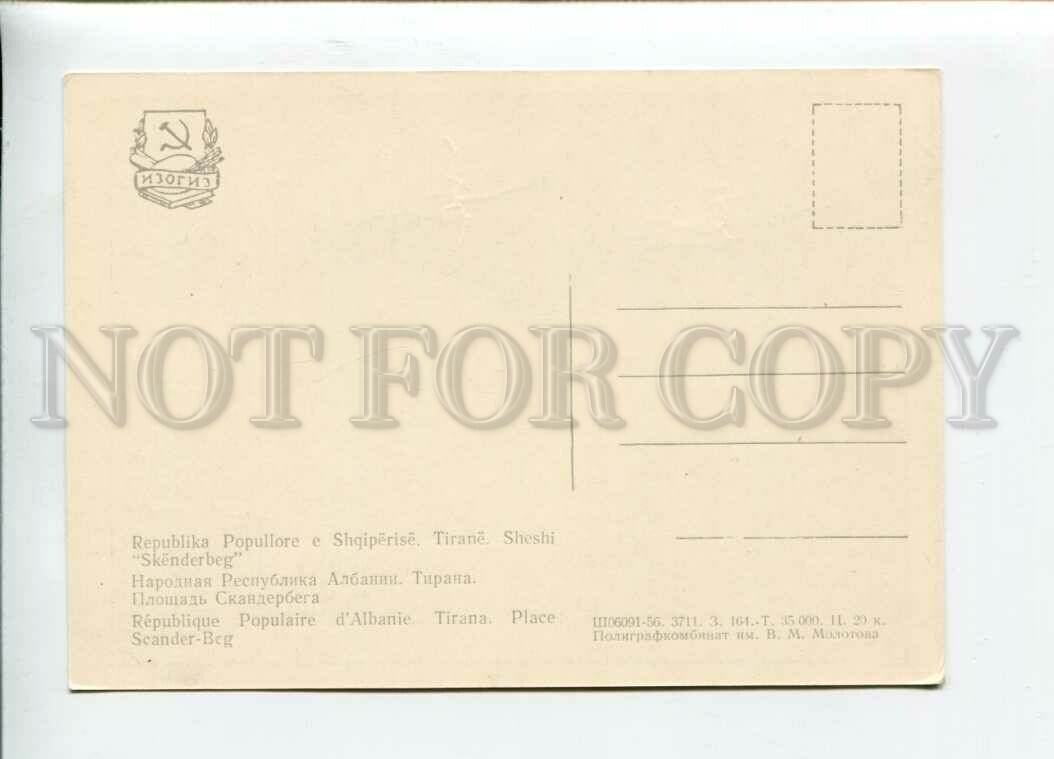 ИЗОГИЗ
NOT FOR COPY
Republika Popullore e Shqipërisë. Tiranë. Sheshi
“Skënderbeg”
Народная Республика Албании. Тирана.
Площадь Скандербега
République Populaire d'Albanie. Tirana. Place
Scander-Beg
Ш06091-56. 3711. З. 164.-Т. 35 000. Ц. 20 к.
Полиграфкомбинат им. В. М. Молотова